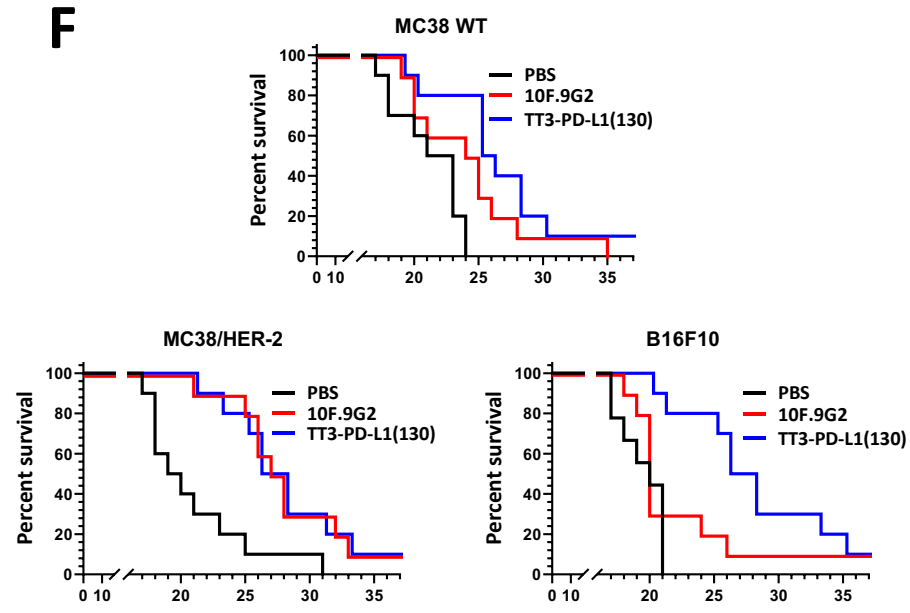 F
MC38 WT
Percent survival
100
80
60
40
20
0
0 10 20 25 30 35
PBS
10F.9G2
TT3-PD-L1(130)
MC38/HER-2
Percent survival
100
80
60
40
20
0
0 10 20 25 30 35
PBS
10F.9G2
TT3-PD-L1(130)
B16F10
Percent survival
100
80
60
40
20
0
0 10 20 25 30 35
PBS
10F.9G2
TT3-PD-L1(130)